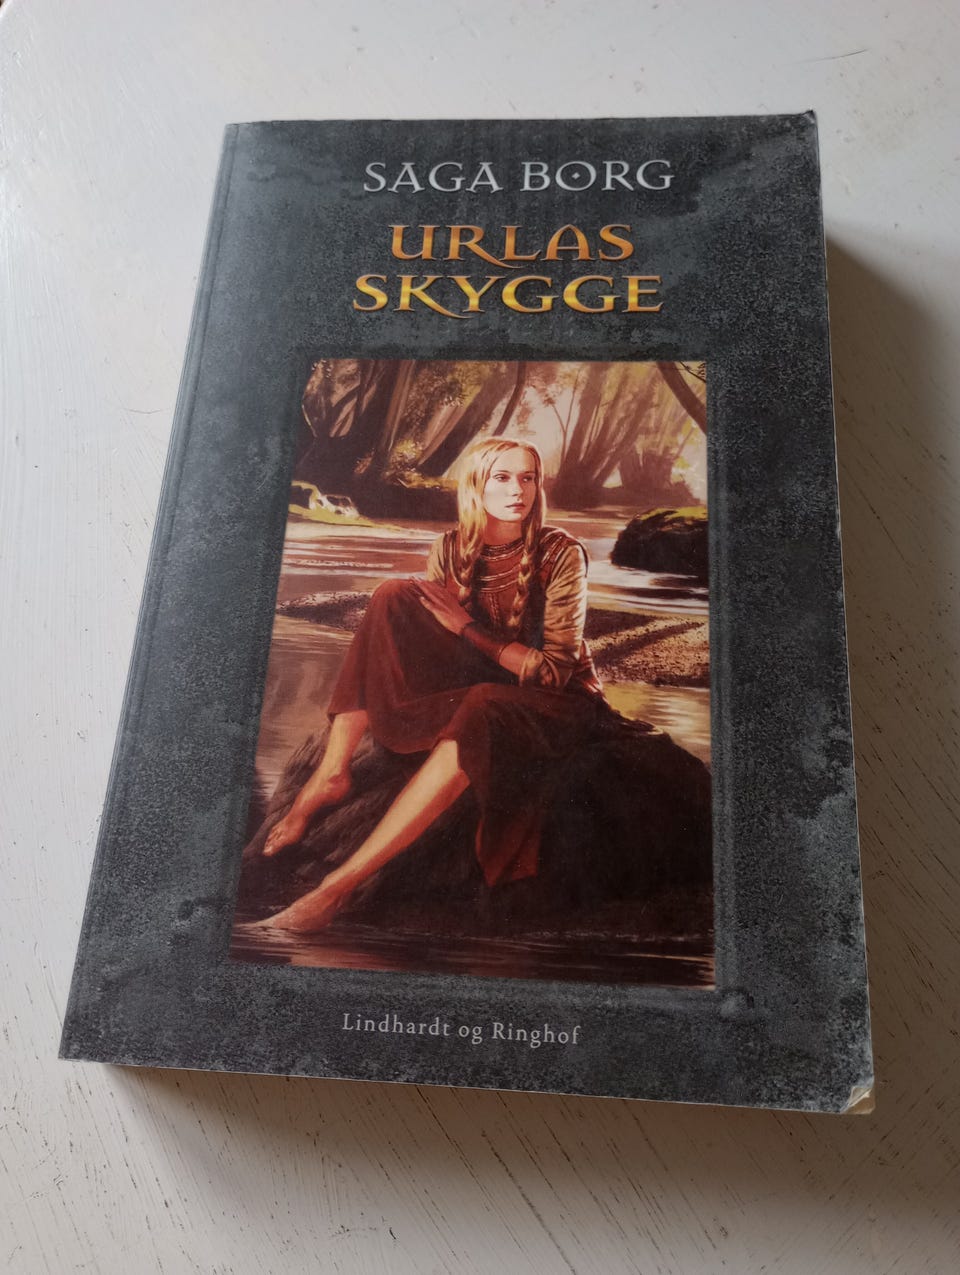 SAGA BORG
URLAS
SKYGGE
Lindhardt og Ringhof